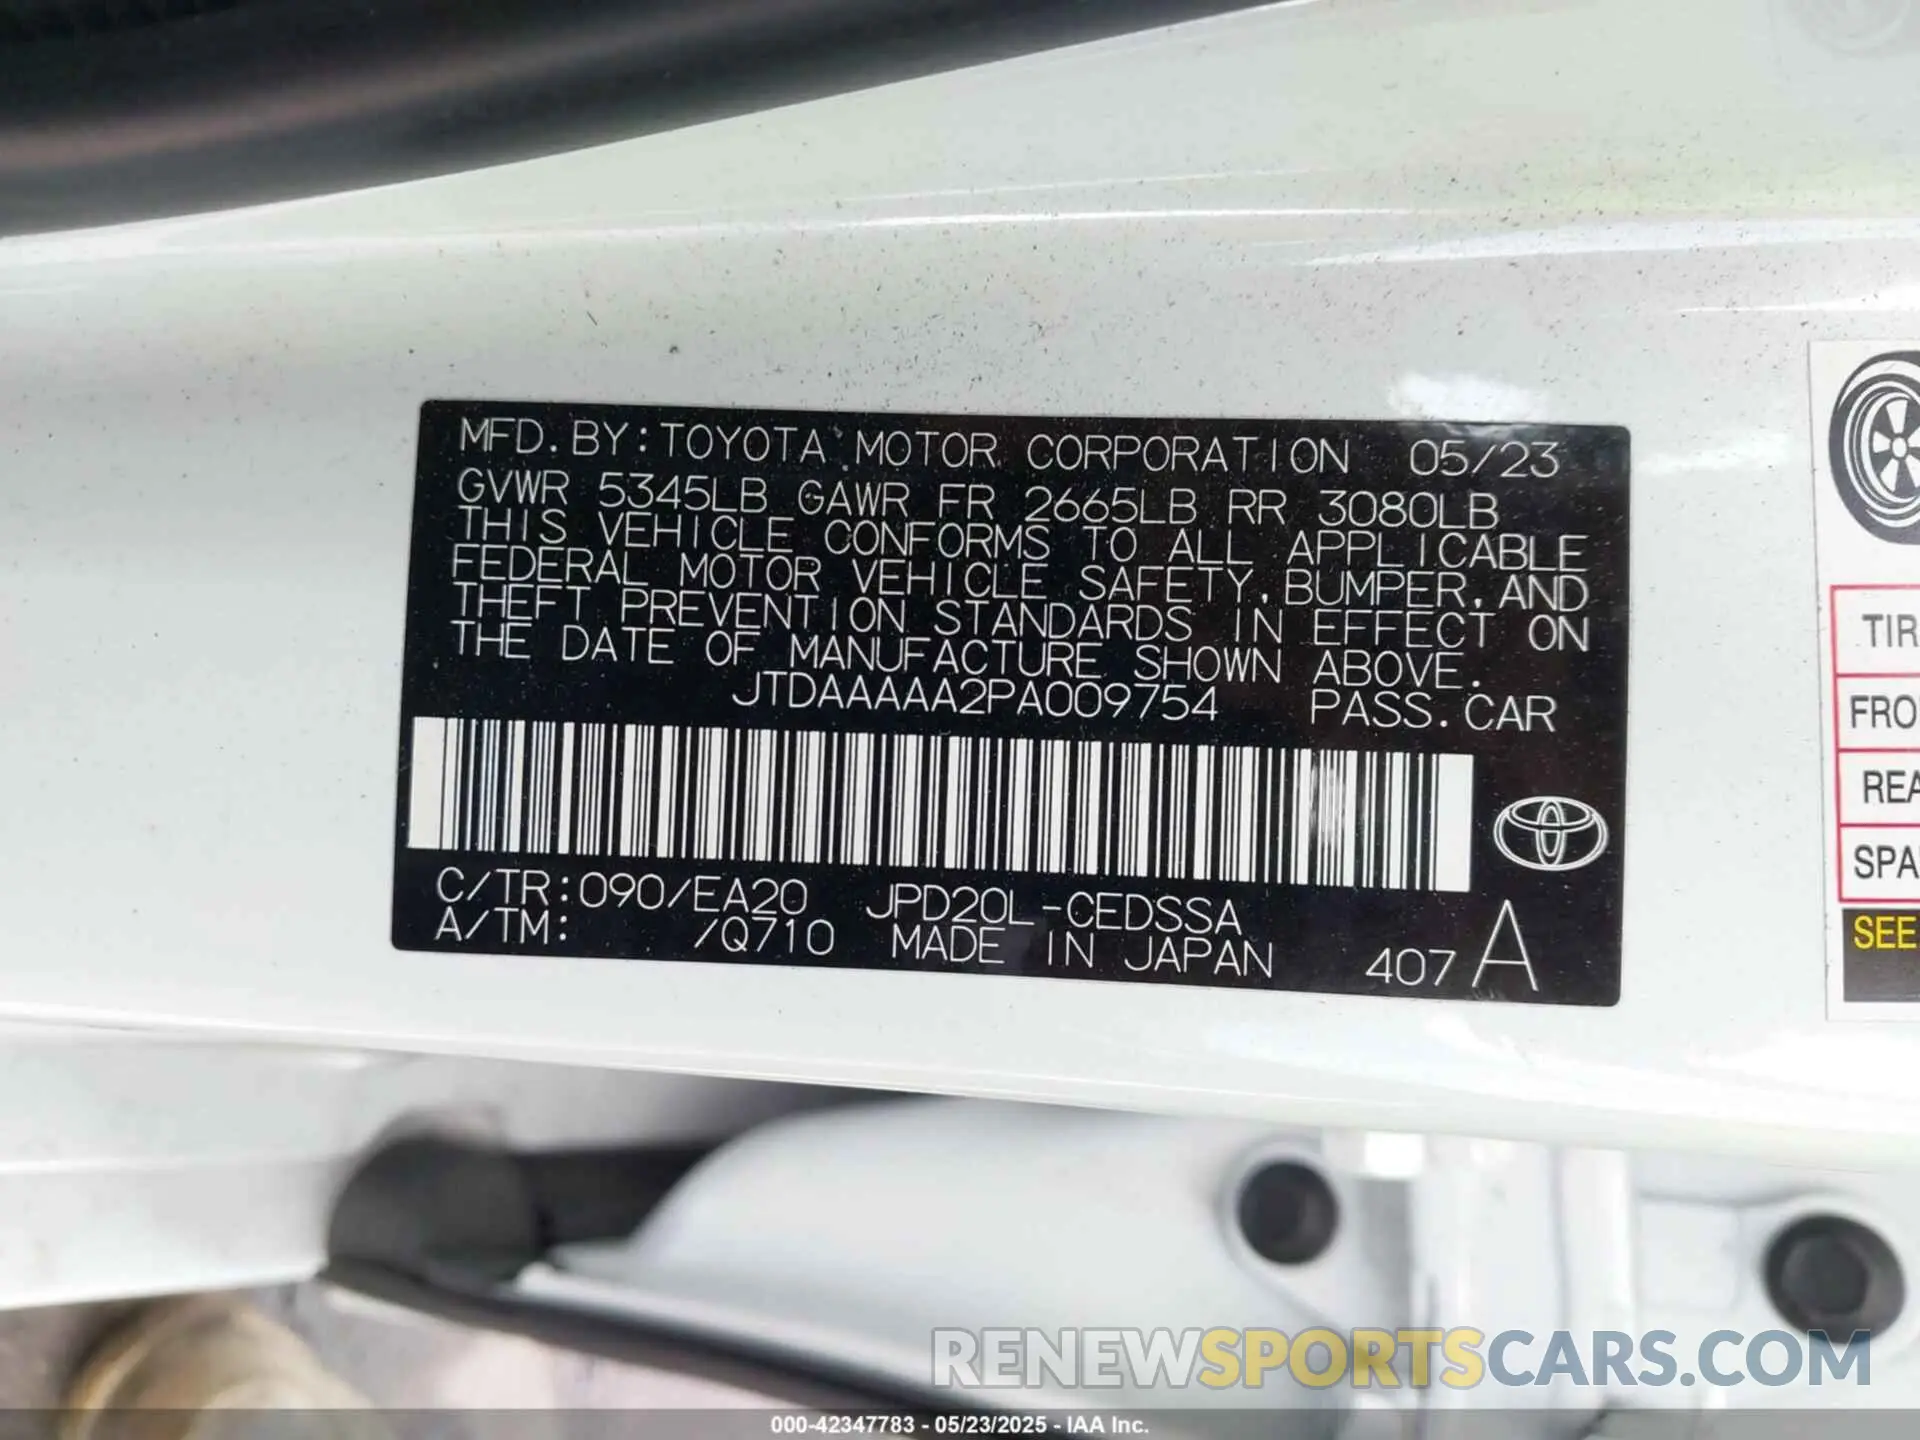 MFD. BY: TOYOTA MOTOR CORPORATION 05/23
GVWR 5345LB GAWR FR 2665LB RR 3080LB
THIS VEHICLE CONFORMS TO ALL APPLICABLE
FEDERAL MOTOR VEHICLE SAFETY, BUMPER, AND
THEFT PREVENTION STANDARDS IN EFFECT ON
THE DATE OF MANUFACTURE SHOWN ABOVE.
JTDAAAAA2PA009754 PASS. CAR
C/TR: 090/EA20 JPD20L-CEDSSA
A/TM: /Q710 MADE IN JAPAN 407 A
TIR
FRO
REA
SPA
SEE
RENEWSPORTSCARS.COM
000-42347783 - 05/23/2025 - IAA Inc.